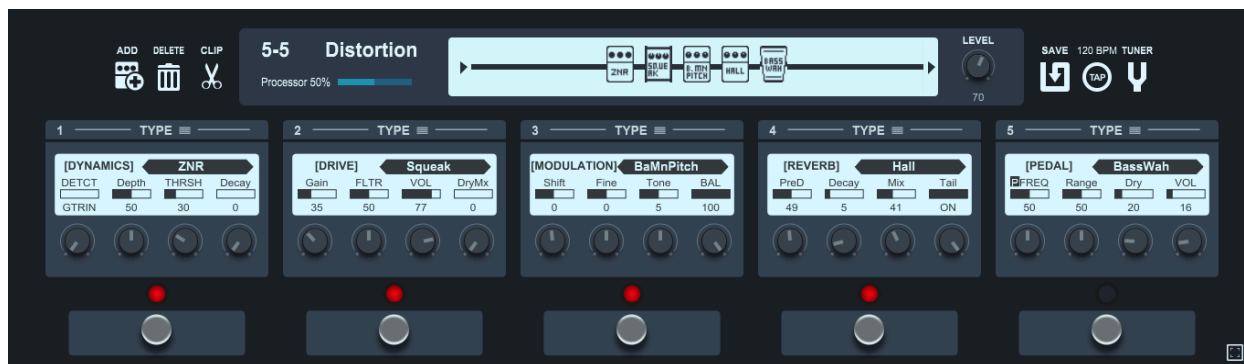 ADD DELETE CLIP
5-5 Distortion
Processor 50%
ZNR
SQUE
AK
B.MN
PITCH
HALL
BASS
WAH
LEVEL
70
SAVE 120 BPM TUNER
TAP
1 TYPE
[DYNAMICS] ZNR
DETCT Depth THRSH Decay
GTRIN 50 30 0
2 TYPE
[DRIVE] Squeak
Gain FLTR VOL DryMx
35 50 77 0
3 TYPE
[MODULATION] BaMnPitch
Shift Fine Tone BAL
0 0 5 100
4 TYPE
[REVERB] Hall
PreD Decay Mix Tail
49 5 41 ON
5 TYPE
[PEDAL] BassWah
P FREQ Range Dry VOL
50 50 20 16